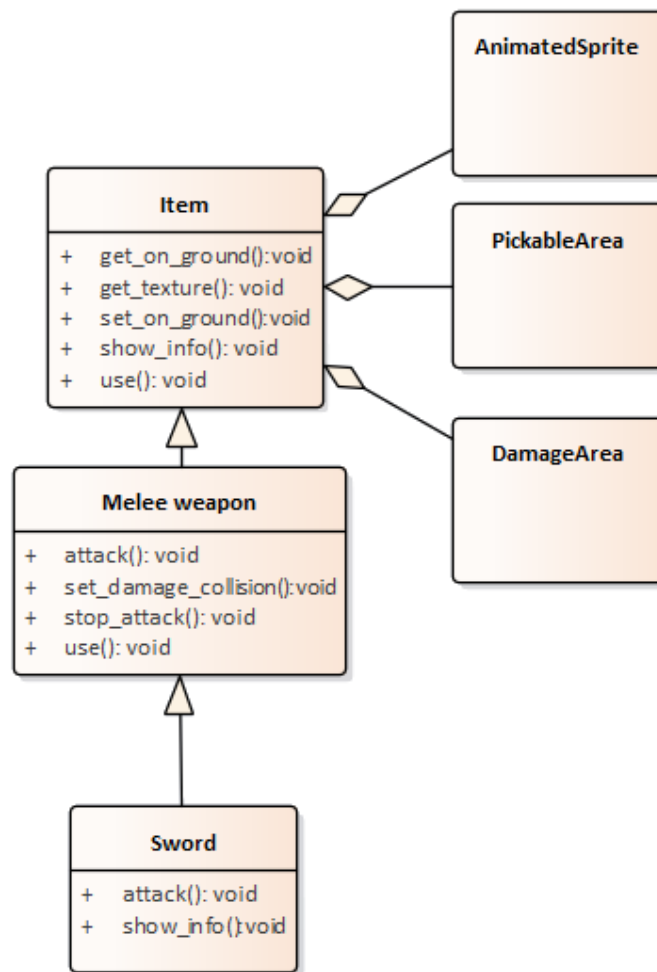 AnimatedSprite
Item
+ get_on_ground():void
+ get_texture(): void
+ set_on_ground():void
+ show_info(): void
+ use(): void
PickableArea
DamageArea
Melee weapon
+ attack(): void
+ set_damage_collision():void
+ stop_attack(): void
+ use(): void
Sword
+ attack(): void
+ show_info():void